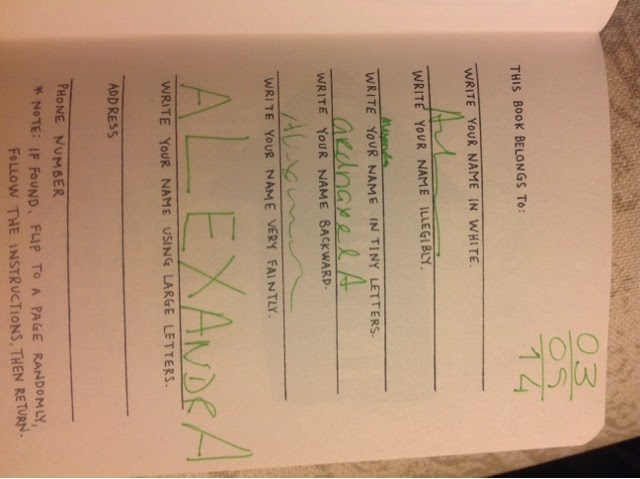 03
05
14
THIS BOOK BELONGS TO:
WRITE YOUR NAME IN WHITE.
WRITE YOUR NAME ILLEGIBLY.
Alexandra
WRITE YOUR NAME IN TINY LETTERS.
ardnaxelA
WRITE YOUR NAME BACKWARD.
WRITE YOUR NAME VERY FAINTLY.
ALEXANDRA
WRITE YOUR NAME USING LARGE LETTERS.
ADDRESS
PHONE NUMBER
* NOTE: IF FOUND, FLIP TO A PAGE RANDOMLY,
FOLLOW THE INSTRUCTIONS, THEN RETURN.